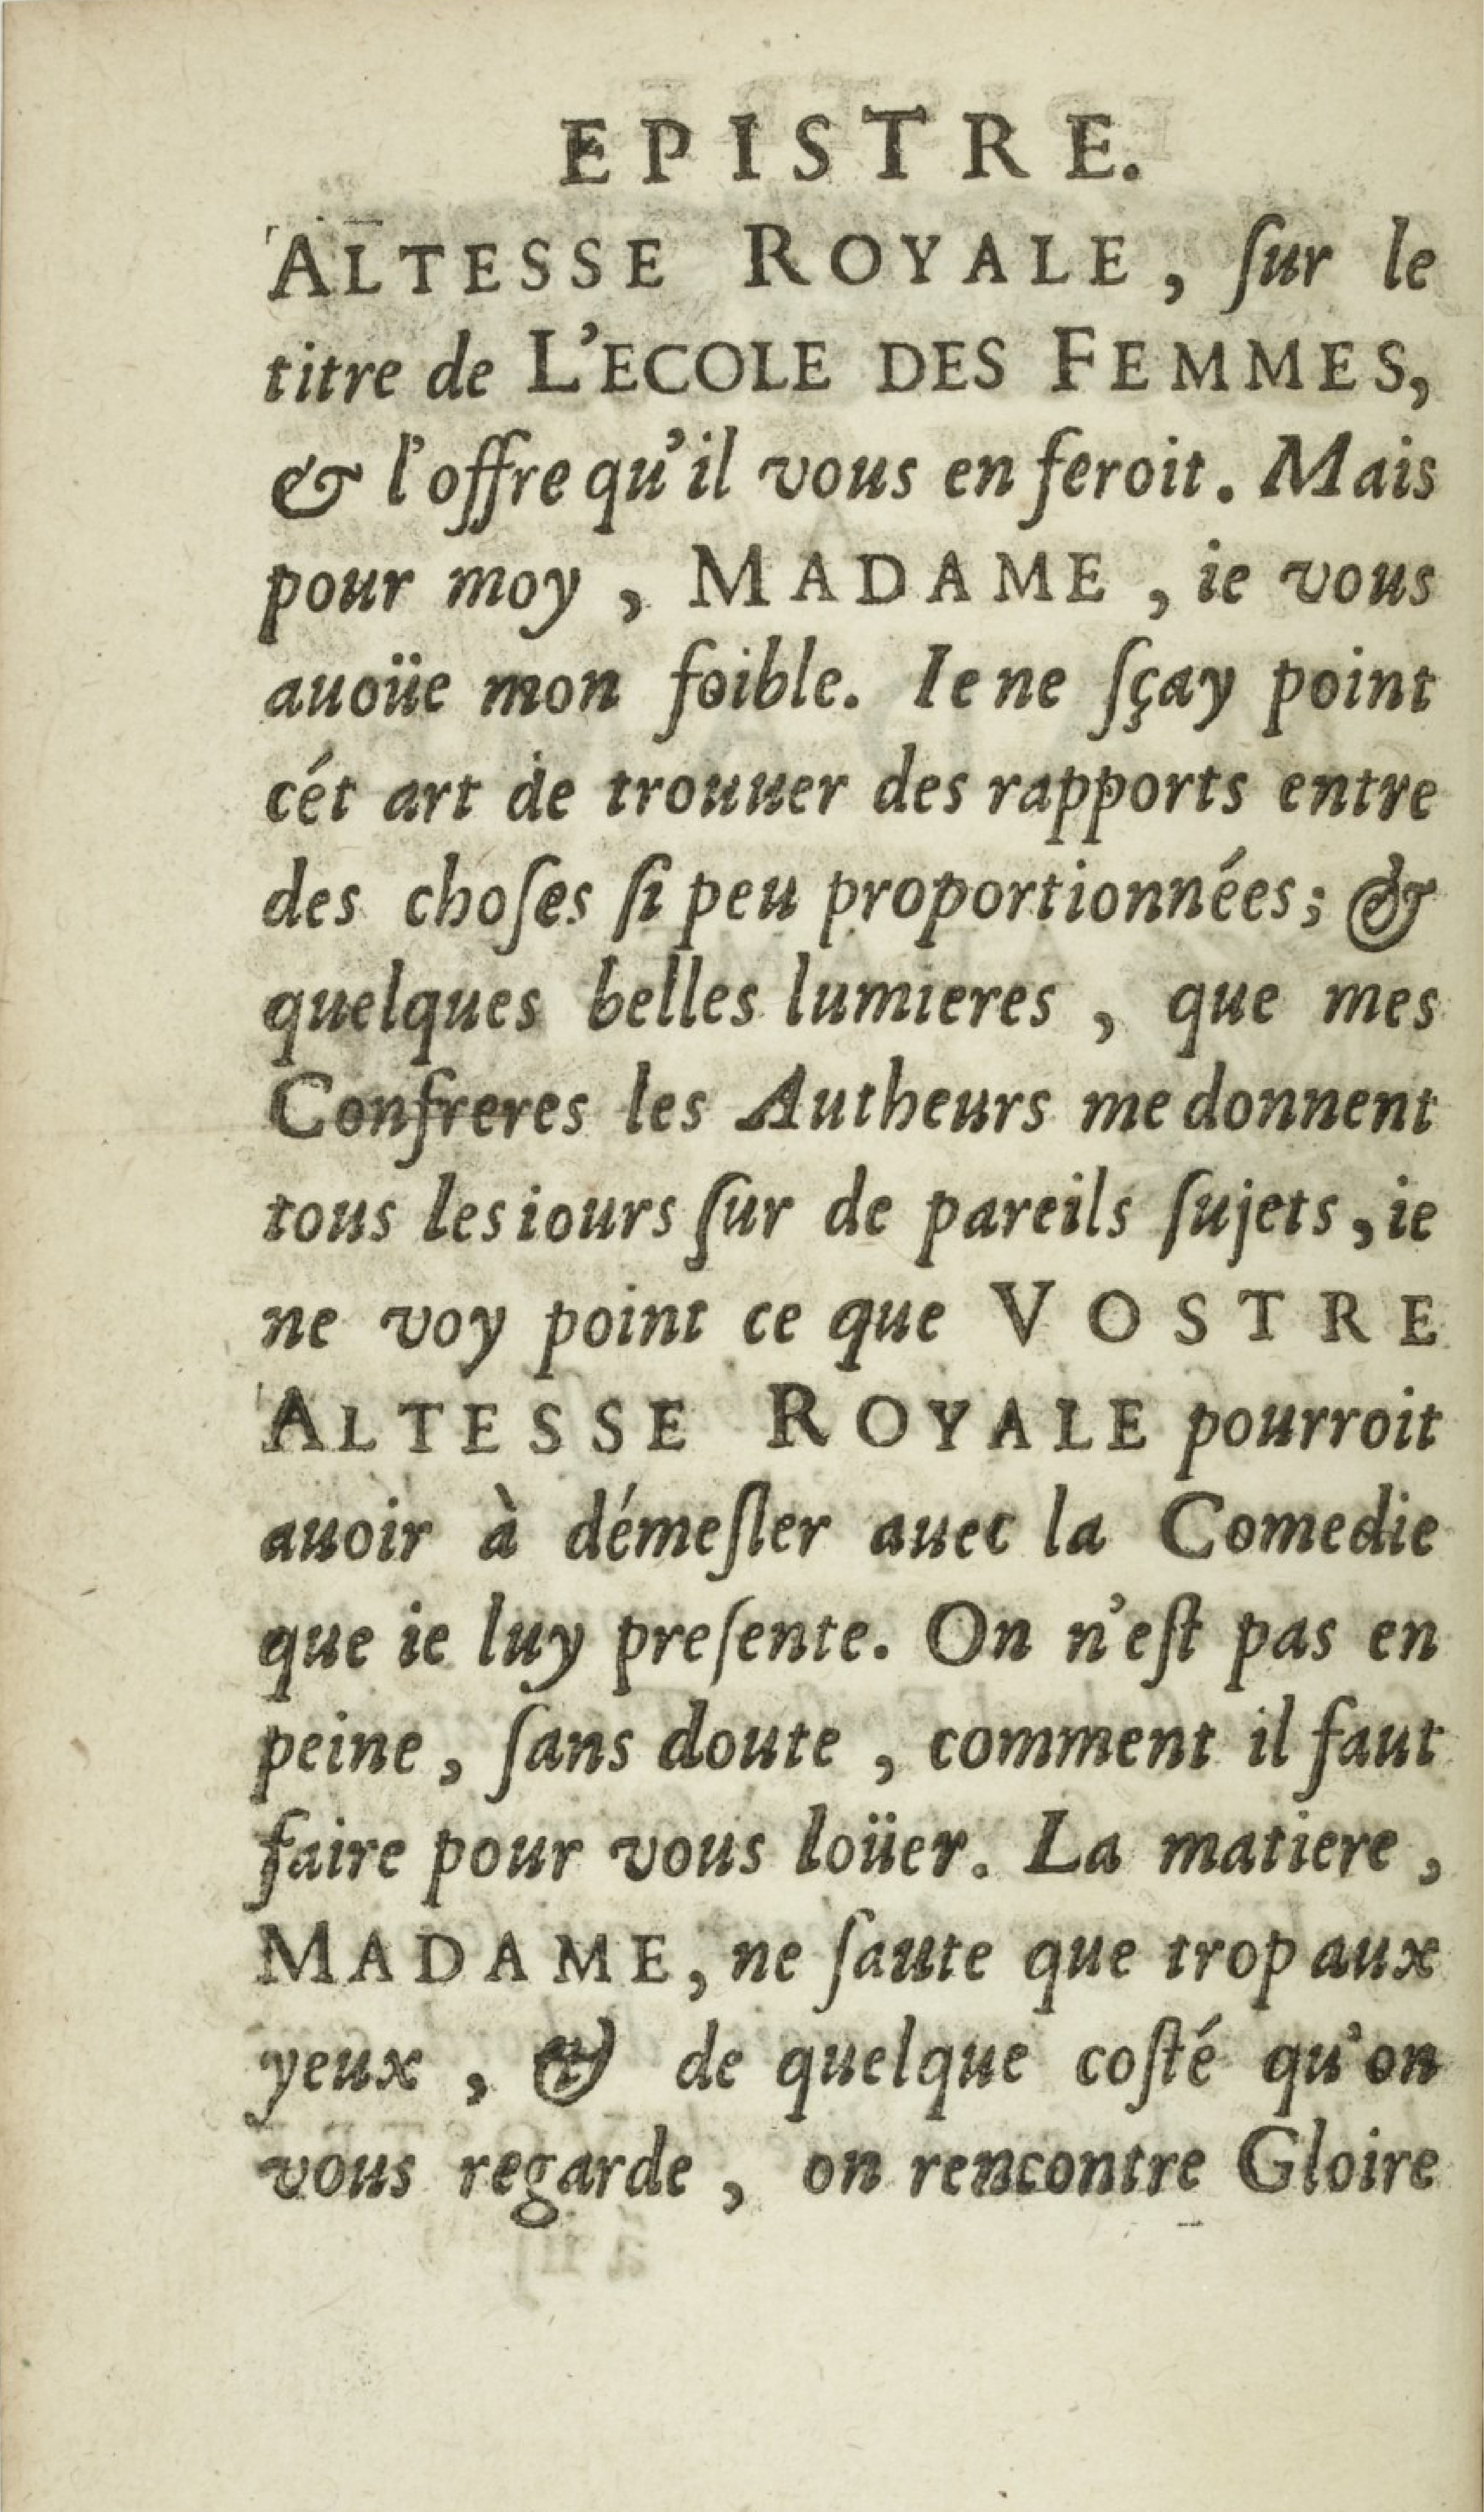 EPISTRE.
ALTESSE ROYALE, ſur le
titre de L'ECOLE DES FEMMES,
& l'offre qu'il vous en feroit. Mais
pour moy, MADAME, ie vous
auoüe mon foible. Ie ne ſçay point
cét art de trouuer des rapports entre
des choſes ſi peu proportionnées; &
quelques belles lumieres, que mes
Confreres les Autheurs me donnent
tous les iours ſur de pareils ſujets, ie
ne voy point ce que VOSTRE
ALTESSE ROYALE pourroit
auoir à démeſler auec la Comedie
que ie luy preſente. On n'eſt pas en
peine, ſans doute, comment il faut
faire pour vous loüer. La matiere,
MADAME, ne ſaute que trop aux
yeux, & de quelque coſté qu'on
vous regarde, on rencontre Gloire